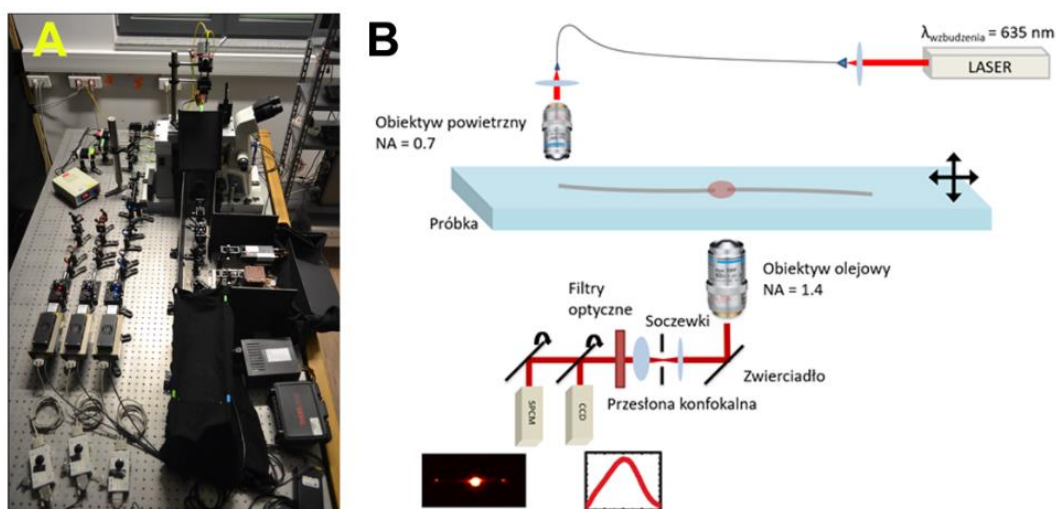 A
B
λwzbudzenia = 635 nm
LASER
Obiektyw powietrzny
NA = 0.7
Próbka
Obiektyw olejowy
NA = 1.4
Filtry
optyczne
Soczewki
Zwierciadło
Przesłona konfokalna
SPCM
CCD